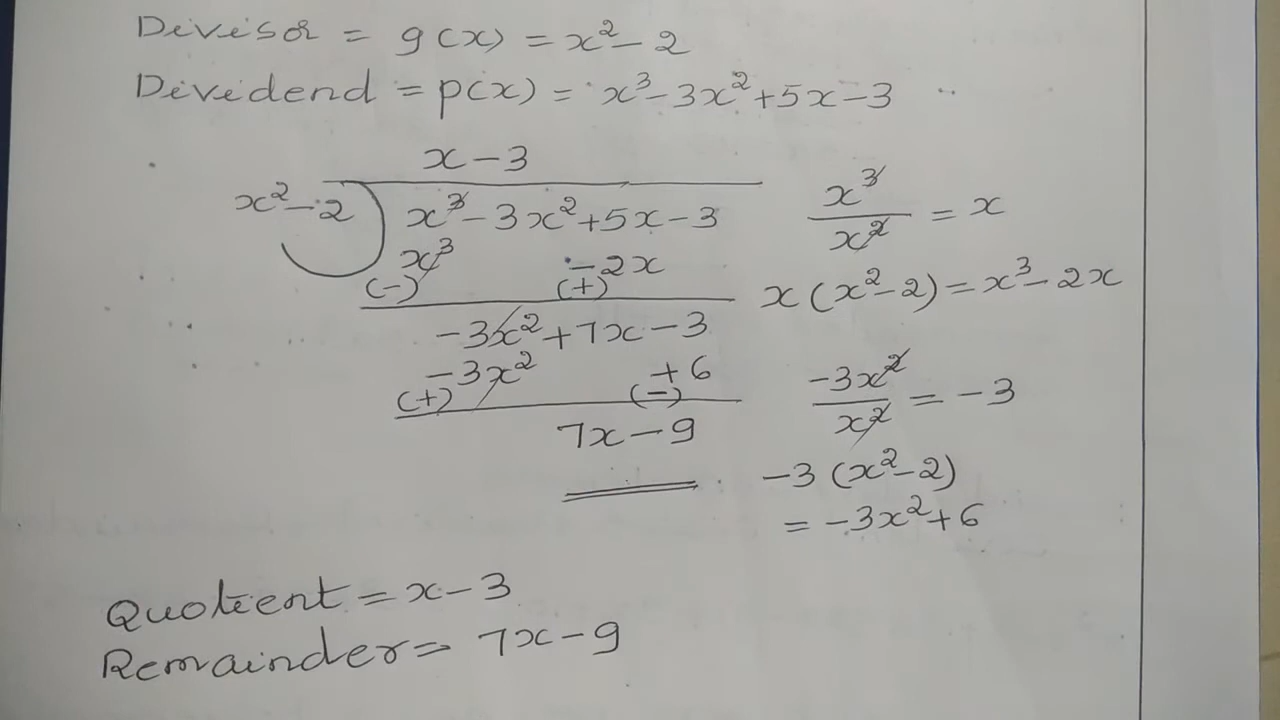 Devisor = g(x) = x²-2
Dividend = p(x) = x³-3x²+5x-3
x-3
x²-2 ) x³-3x²+5x-3
x³ -2x
(-) (+)
-3x²+7x-3
-3x² +6
(+) (-)
7x-9
x³/x² = x
x(x²-2)=x³-2x
-3x²/x² = -3
-3(x²-2)
= -3x²+6
Quotient = x-3
Remainder = 7x-9